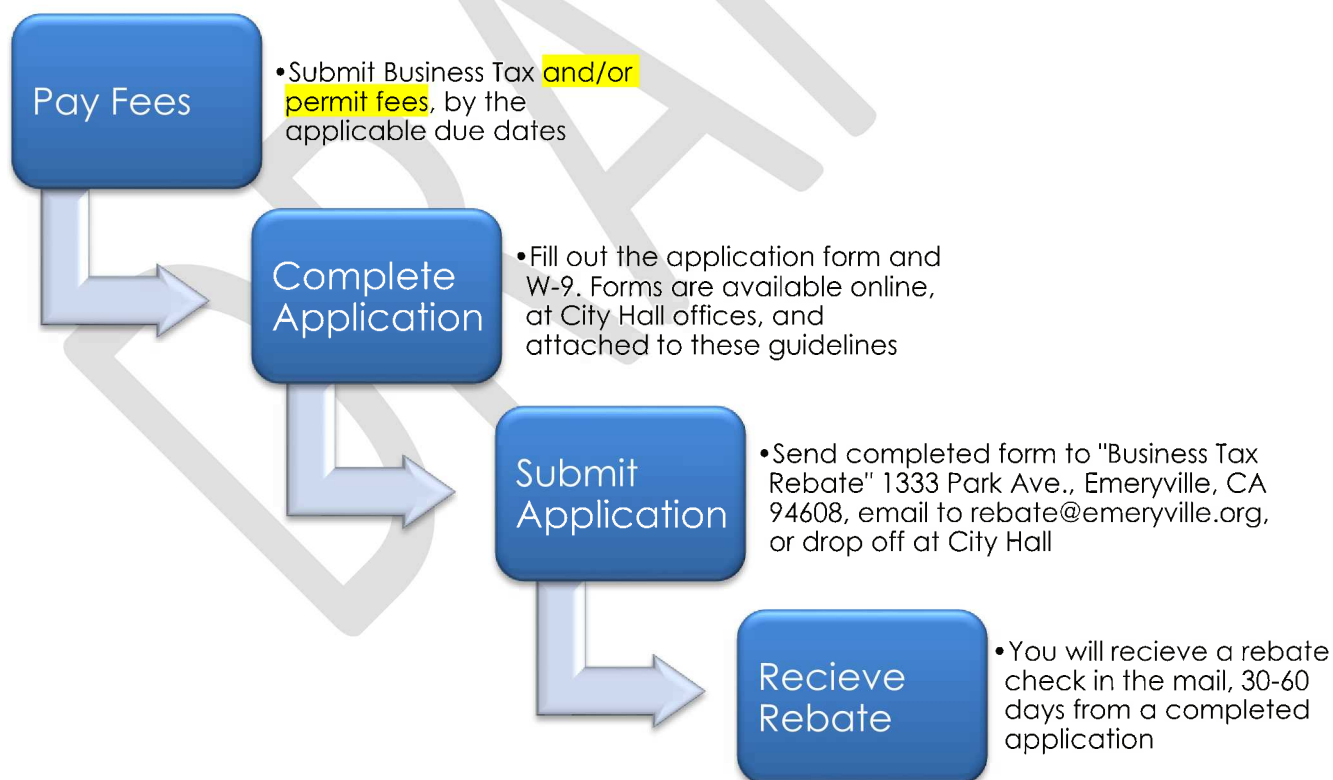 Pay Fees
•Submit Business Tax and/or
permit fees, by the
applicable due dates
Complete
Application
•Fill out the application form and
W-9. Forms are available online,
at City Hall offices, and
attached to these guidelines
Submit
Application
•Send completed form to "Business Tax
Rebate" 1333 Park Ave., Emeryville, CA
94608, email to rebate@emeryville.org,
or drop off at City Hall
Recieve
Rebate
•You will recieve a rebate
check in the mail, 30-60
days from a completed
application